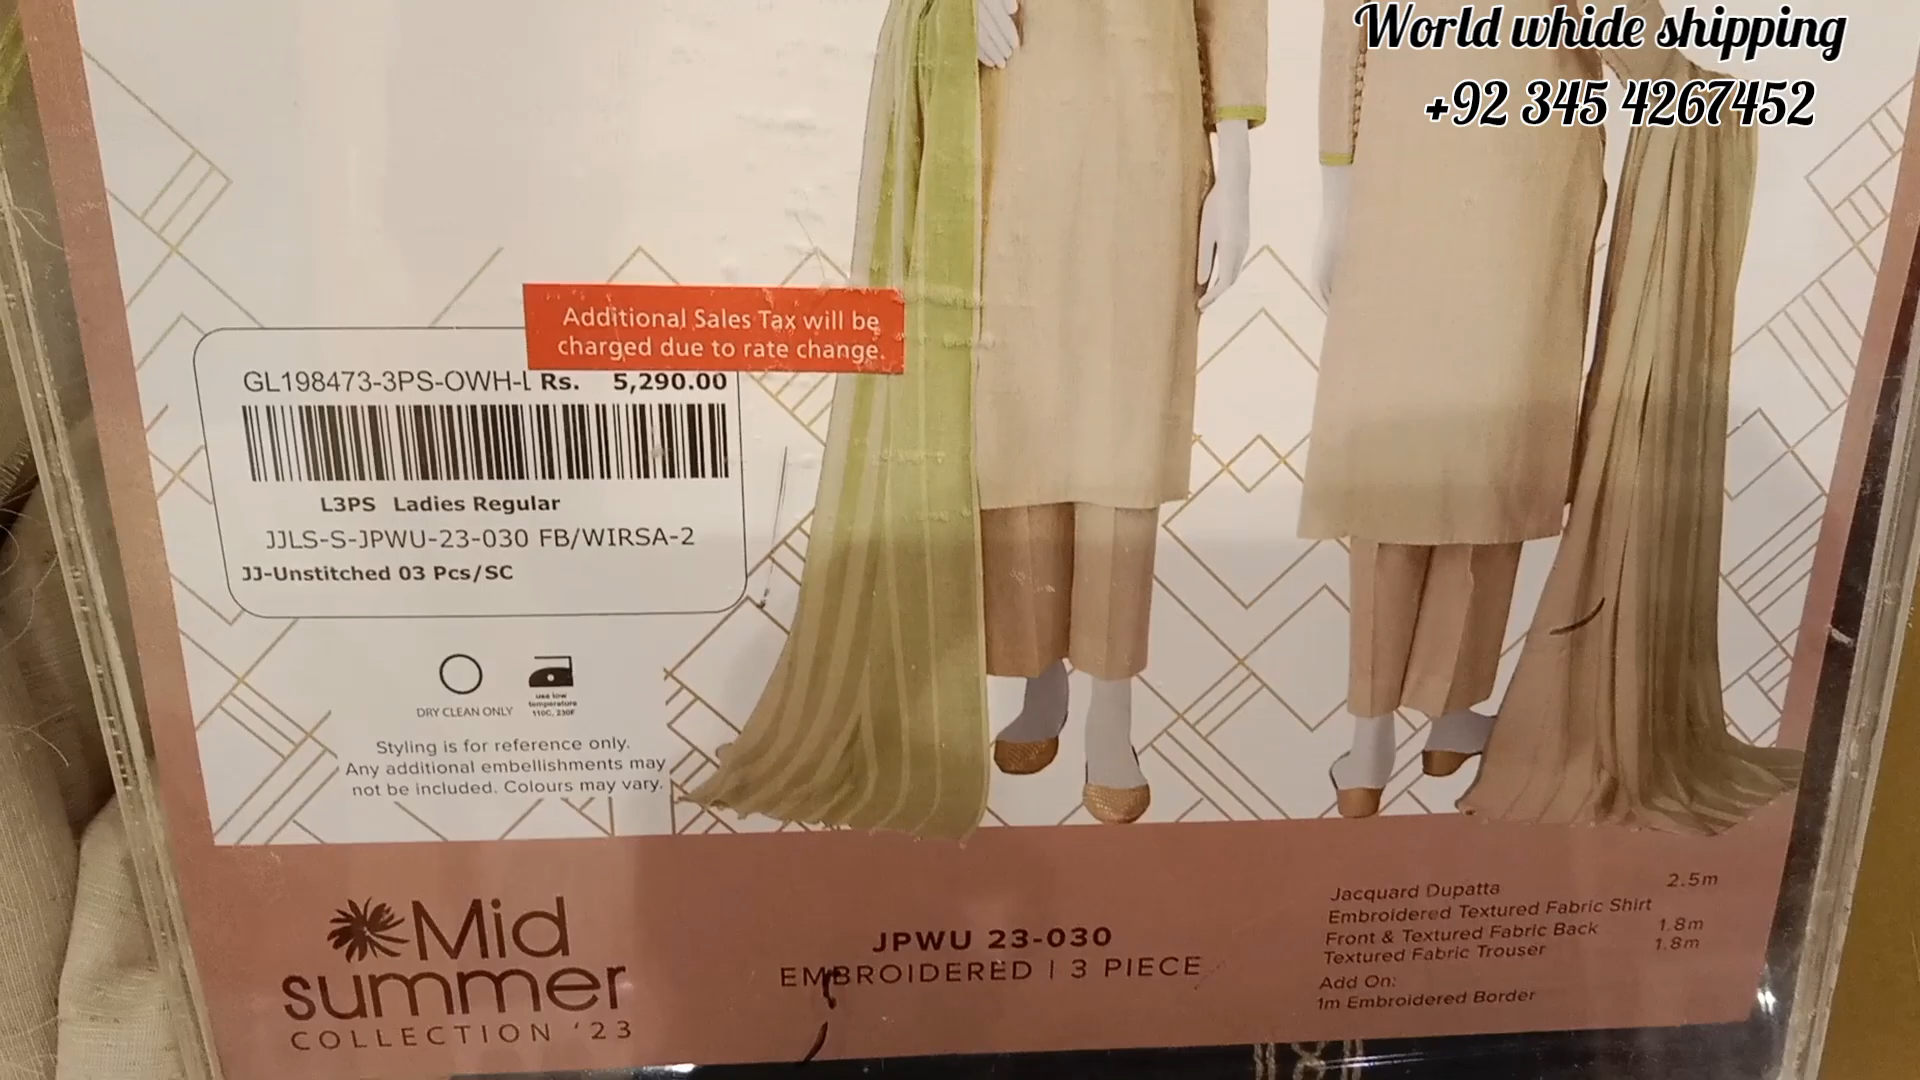 World whide shipping
+92 345 4267452
Additional Sales Tax will be
charged due to rate change.
GL198473-3PS-OWH-L Rs. 5,290.00
L3PS Ladies Regular
JJLS-S-JPWU-23-030 FB/WIRSA-2
JJ-Unstitched 03 Pcs/SC
DRY CLEAN ONLY
use low
temperature
110C, 230F
Styling is for reference only.
Any additional embellishments may
not be included. Colours may vary.
Mid
summer
COLLECTION '23
JPWU 23-030
EMBROIDERED | 3 PIECE
Jacquard Dupatta 2.5m
Embroidered Textured Fabric Shirt
Front & Textured Fabric Back 1.8m
Textured Fabric Trouser 1.8m
Add On:
1m Embroidered Border